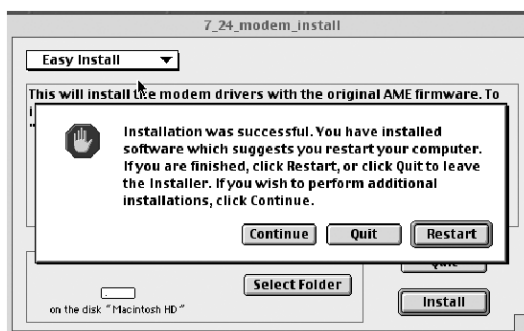 7_24_modem_install
Easy Install
This will install the modem drivers with the original AME firmware. To
Installation was successful. You have installed
software which suggests you restart your computer.
If you are finished, click Restart, or click Quit to leave
the Installer. If you wish to perform additional
installations, click Continue.
Continue Quit Restart
Select Folder
Install
on the disk "Macintosh HD"